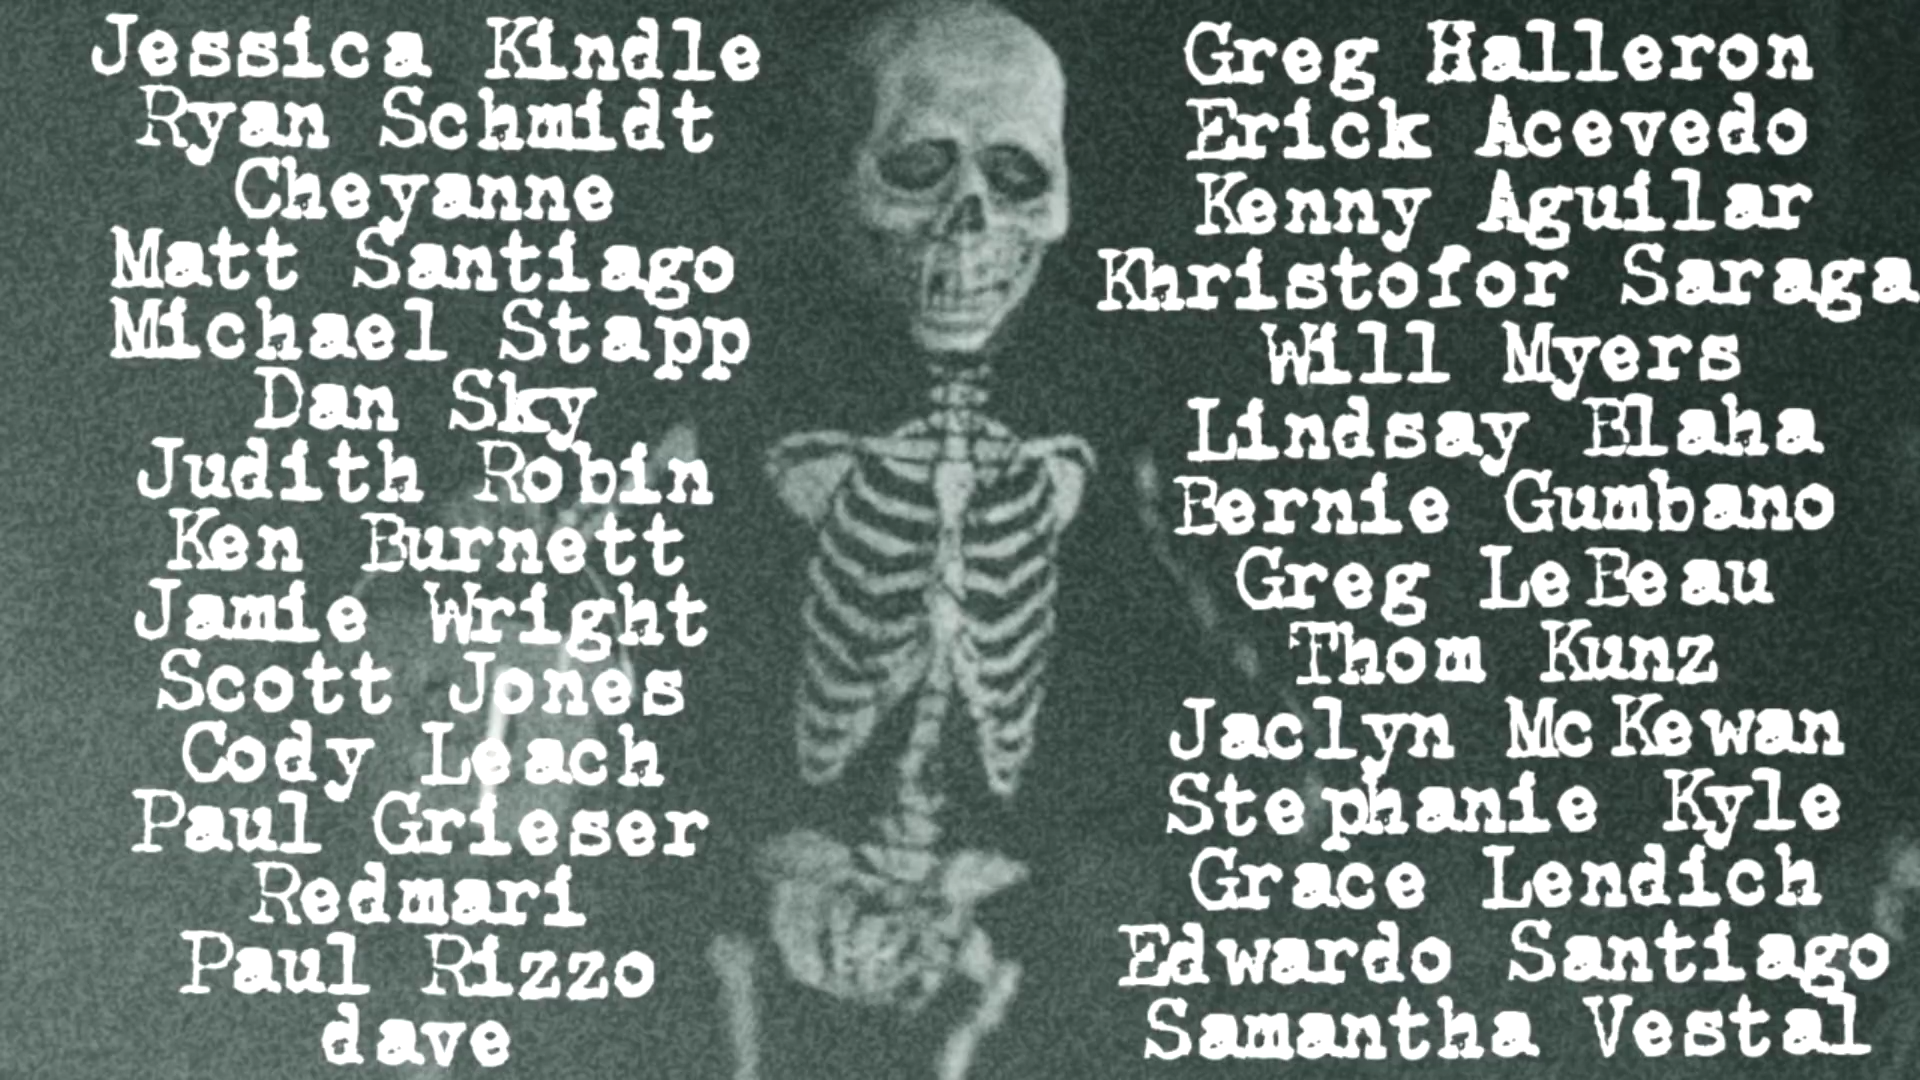 Jessica Kindle
Ryan Schmidt
Cheyanne
Matt Santiago
Michael Stapp
Dan Sky
Judith Robin
Ken Burnett
Jamie Wright
Scott Jones
Cody Leach
Paul Grieser
Redmari
Paul Rizzo
dave
Greg Halleron
Erick Acevedo
Kenny Aguilar
Khristofor Saraga
Will Myers
Lindsay Blaha
Bernie Gumbano
Greg LeBeau
Thom Kunz
Jaclyn McKewan
Stephanie Kyle
Grace Lendich
Edwardo Santiago
Samantha Vestal